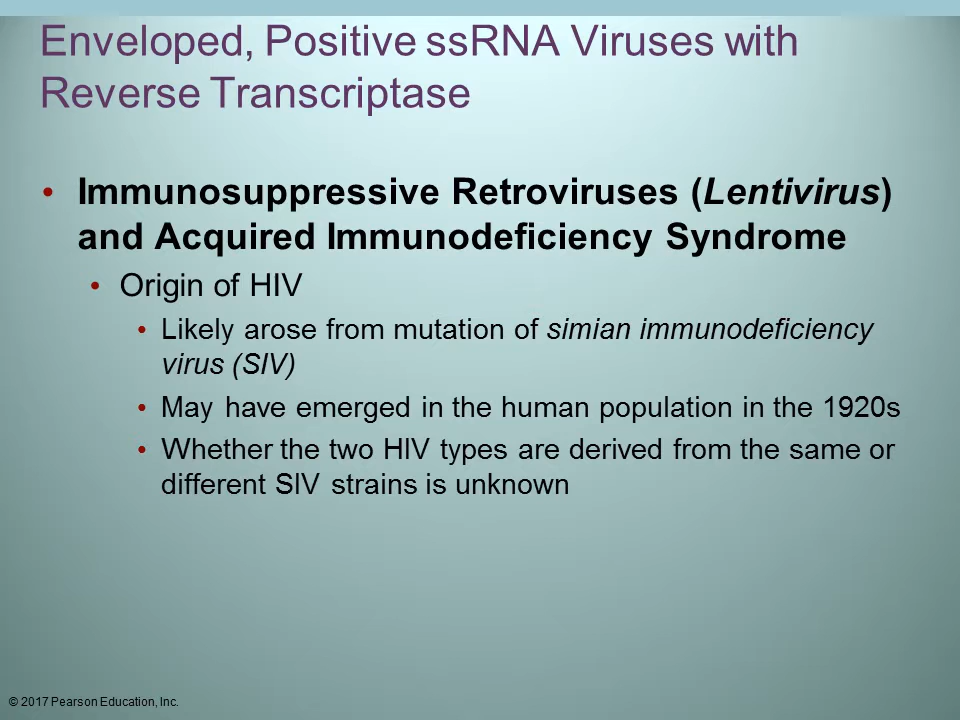 Enveloped, Positive ssRNA Viruses with
Reverse Transcriptase
• Immunosuppressive Retroviruses (Lentivirus)
and Acquired Immunodeficiency Syndrome
• Origin of HIV
• Likely arose from mutation of simian immunodeficiency
virus (SIV)
• May have emerged in the human population in the 1920s
• Whether the two HIV types are derived from the same or
different SIV strains is unknown
© 2017 Pearson Education, Inc.